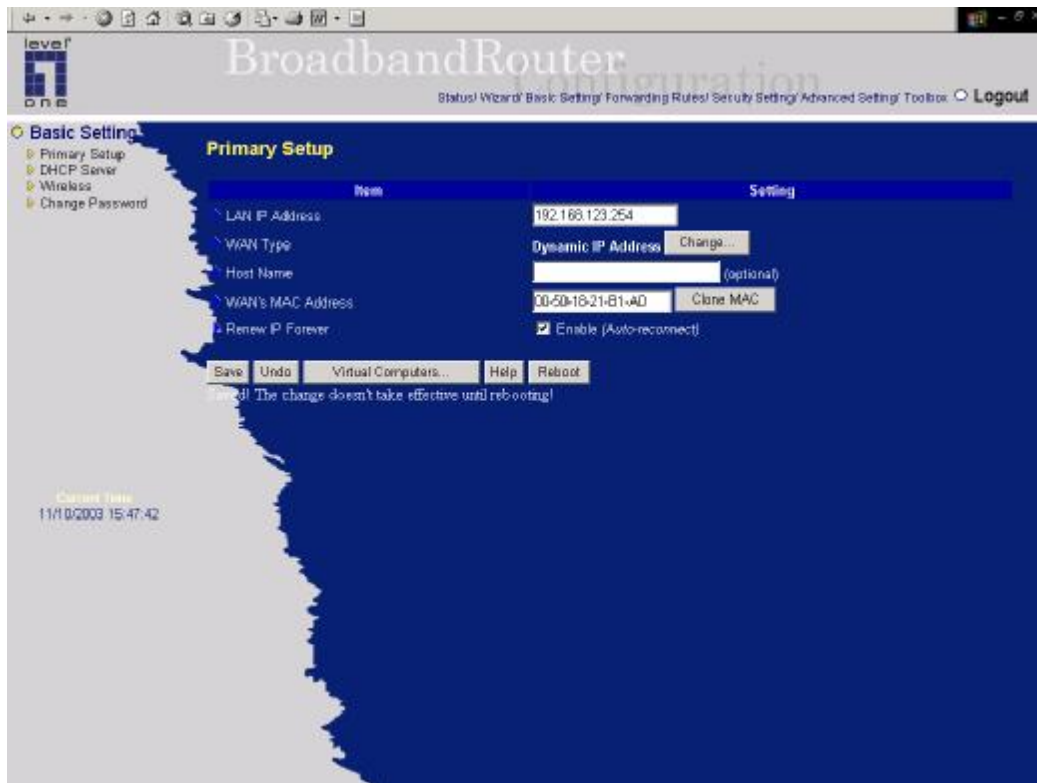 level
one
BroadbandRouter
Configuration
Status/ Wizard/ Basic Setting/ Forwarding Rules/ Security Setting/ Advanced Setting/ Toolbox Logout
Basic Setting
Primary Setup
DHCP Server
Wireless
Change Password
Primary Setup
Item Setting
LAN IP Address 192.168.123.254
WAN Type Dynamic IP Address Change...
Host Name (optional)
WAN's MAC Address 00-50-18-21-B1-AD Clone MAC
Renew IP Forever Enable (Auto-reconnect)
Save Undo Virtual Computers... Help Reboot
Saved! The change doesn't take effective until rebooting!
Current Time
11/10/2003 15:47:42